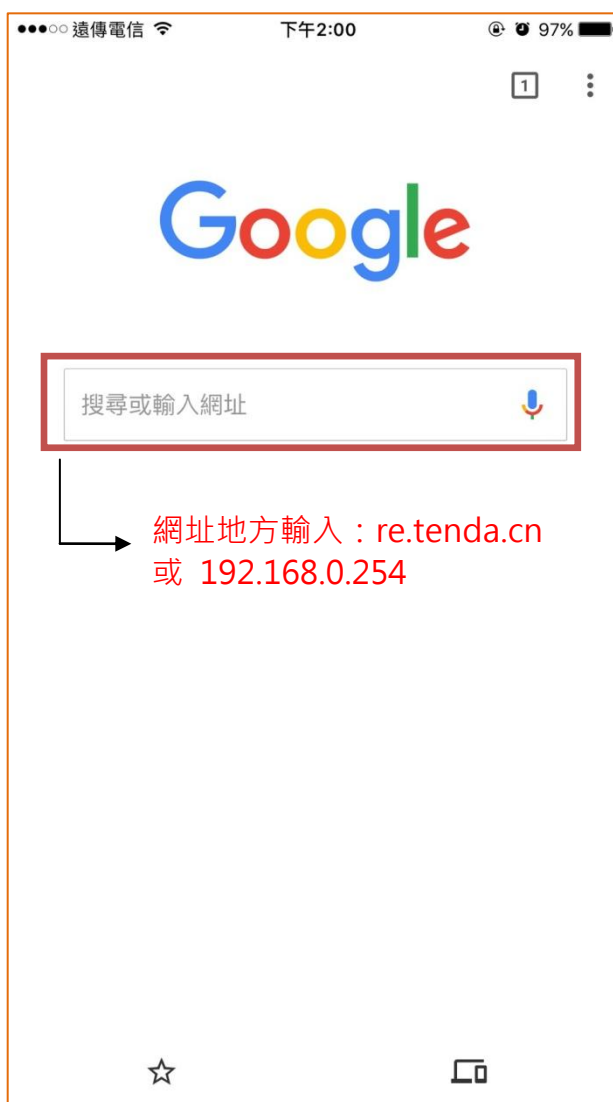 遠傳電信 下午2:00 97%
1
Google
搜尋或輸入網址
網址地方輸入：re.tenda.cn
或 192.168.0.254